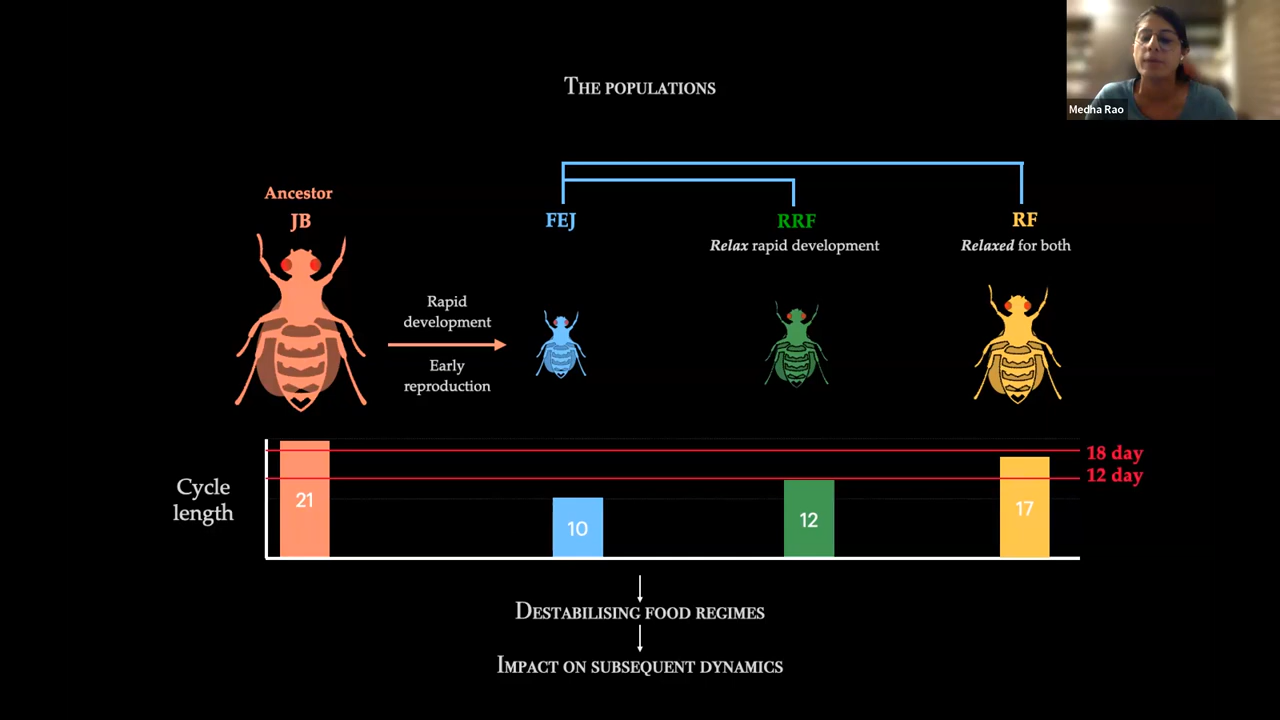 The populations
Medha Rao
Ancestor
JB
Rapid
development
Early
reproduction
FEJ
RRF
Relax rapid development
RF
Relaxed for both
Cycle
length
21
10
12
17
18 day
12 day
Destabilising food regimes
Impact on subsequent dynamics